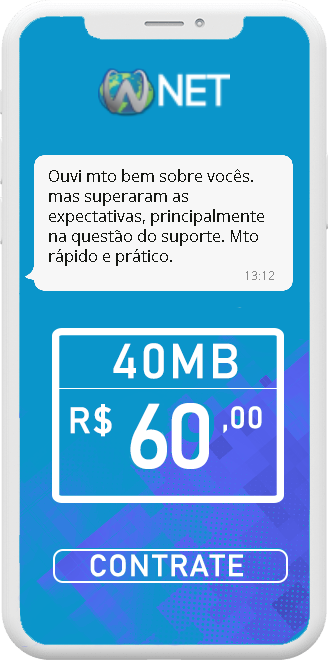 W NET
Ouvi mto bem sobre vocês.
mas superaram as
expectativas, principalmente
na questão do suporte. Mto
rápido e prático.
13:12
40MB
R$ 60,00
CONTRATE